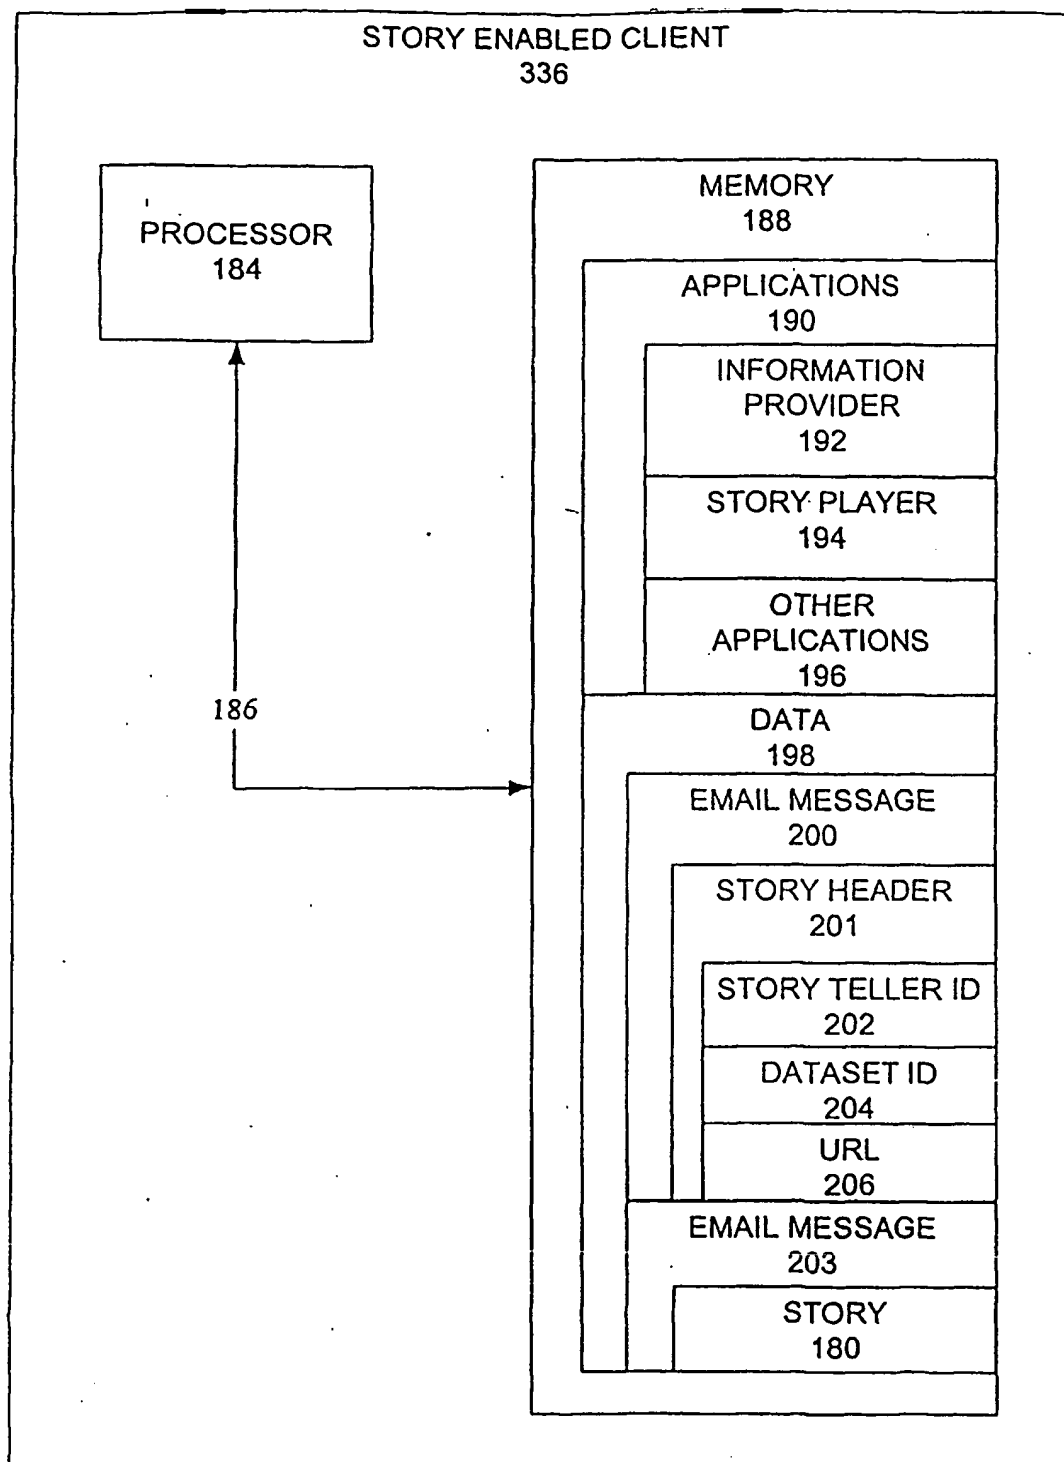 STORY ENABLED CLIENT
336
PROCESSOR
184
186
MEMORY
188
APPLICATIONS
190
INFORMATION
PROVIDER
192
STORY PLAYER
194
OTHER
APPLICATIONS
196
DATA
198
EMAIL MESSAGE
200
STORY HEADER
201
STORY TELLER ID
202
DATASET ID
204
URL
206
EMAIL MESSAGE
203
STORY
180